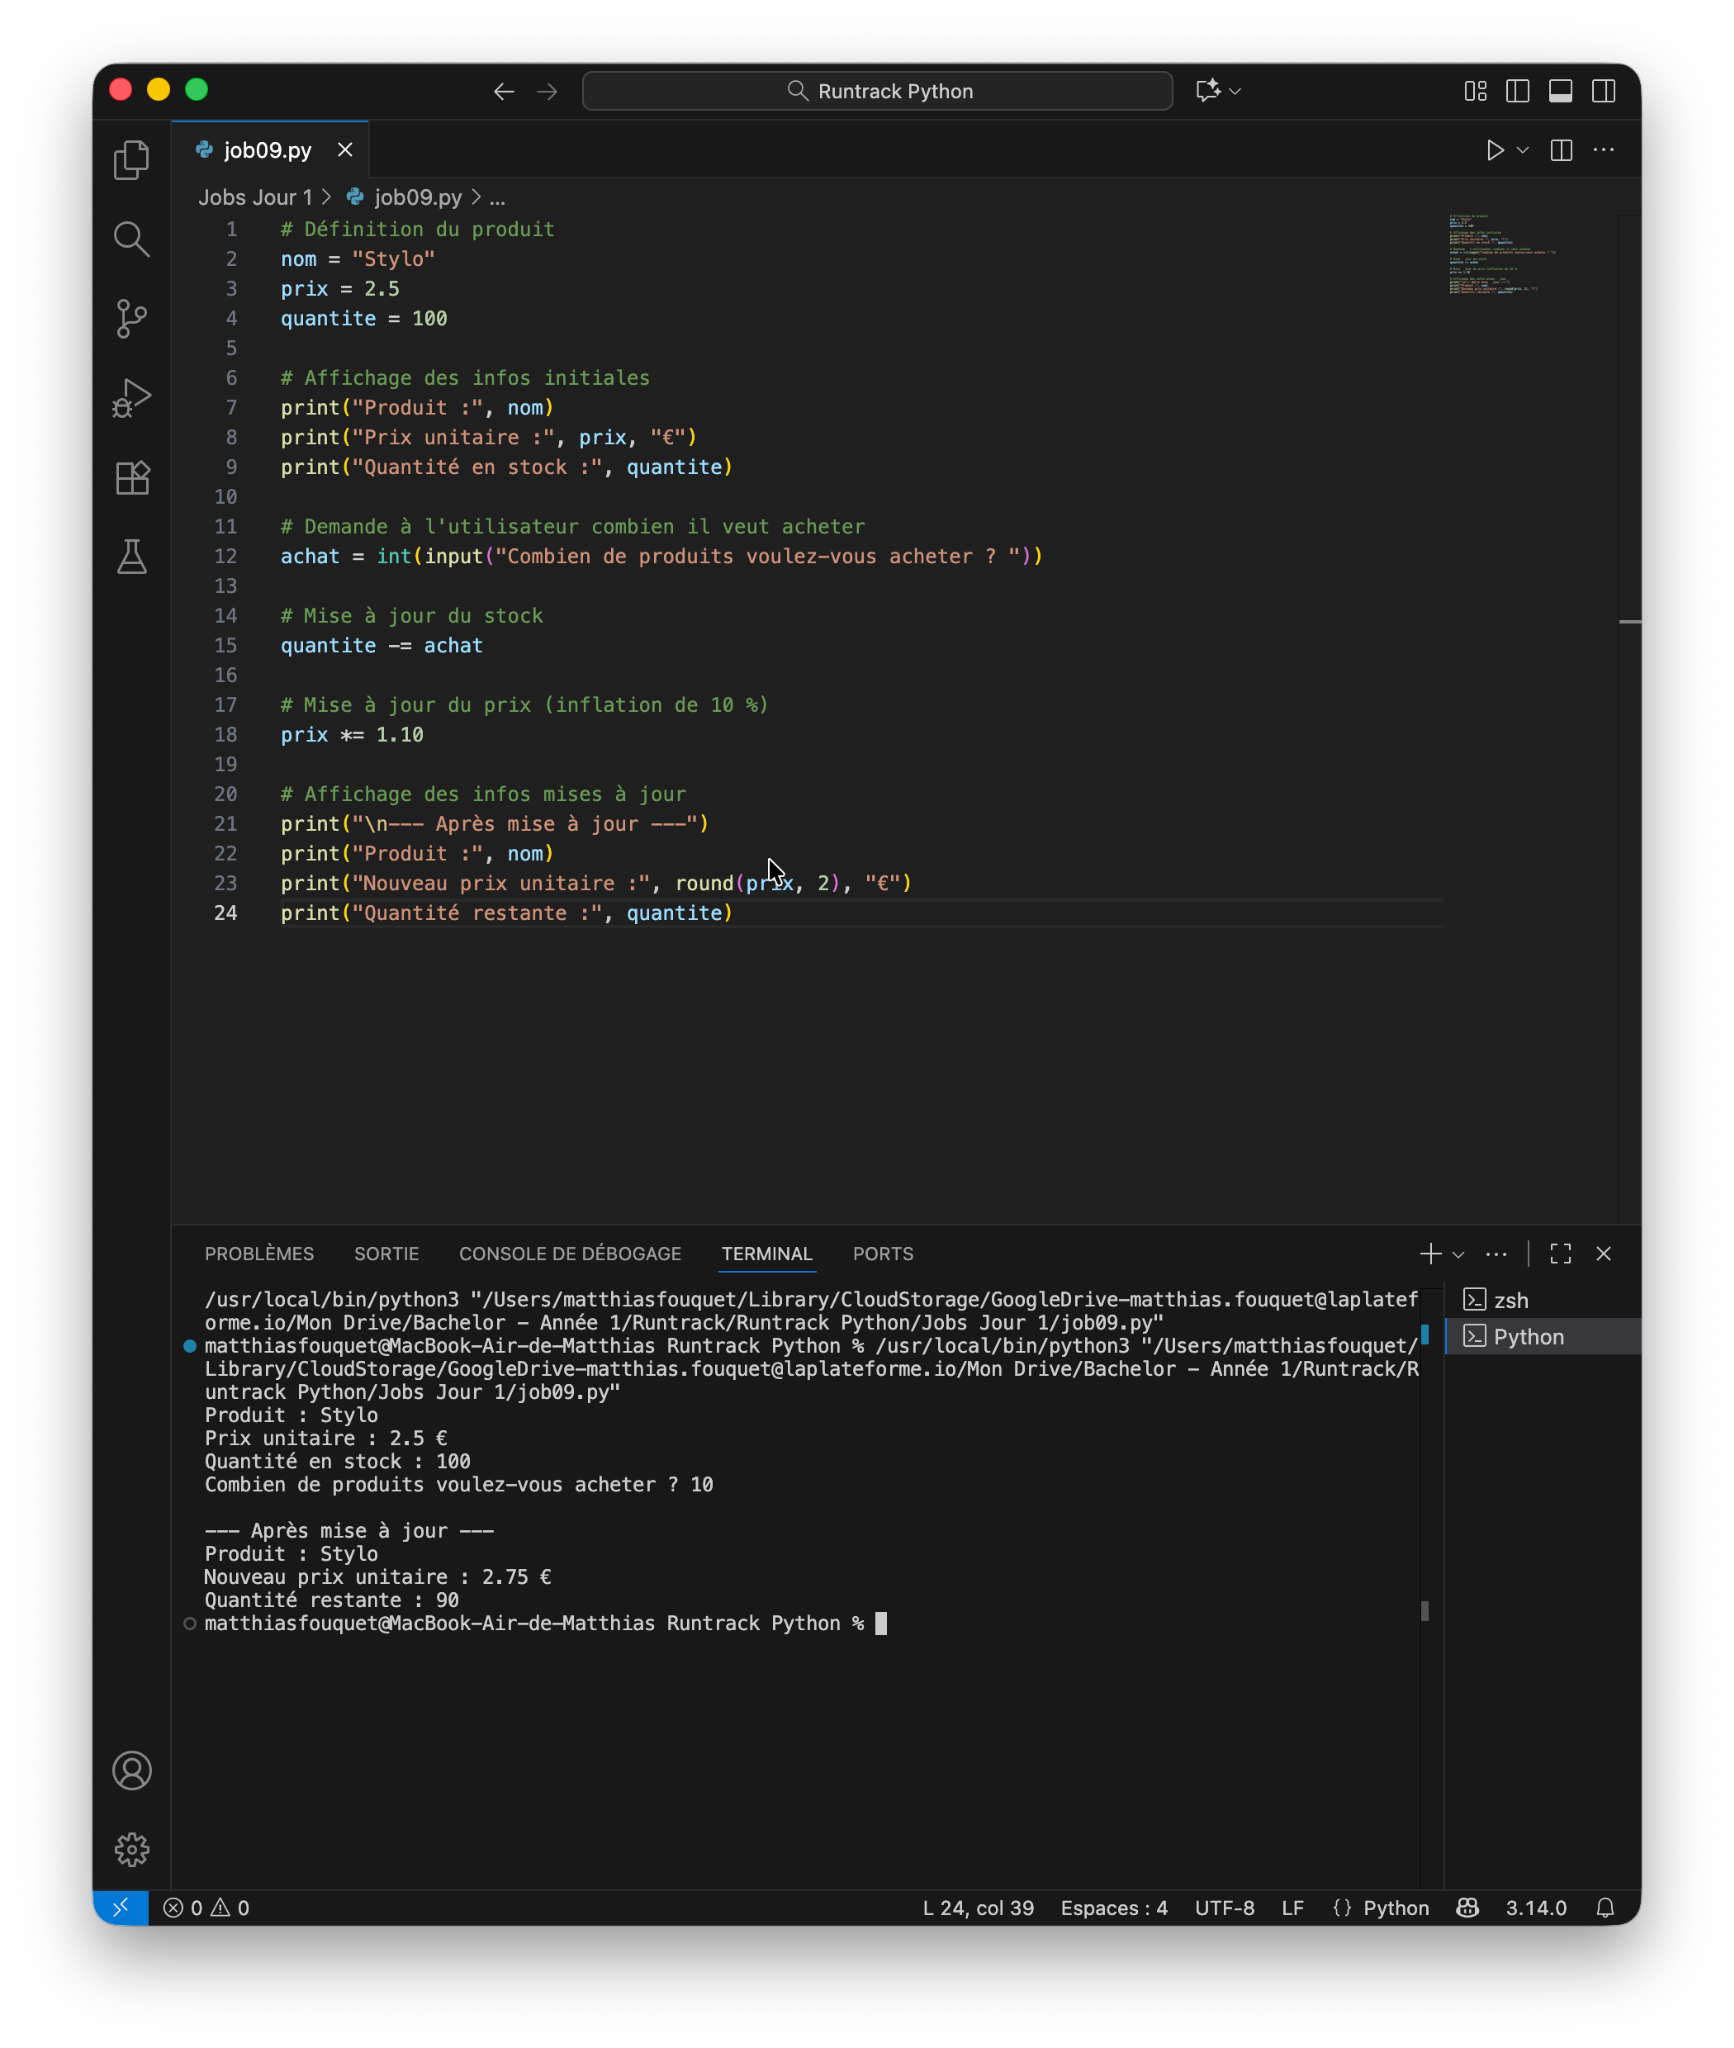 Runtrack Python
job09.py
Jobs Jour 1 > job09.py > ...
1 # Définition du produit
2 nom = "Stylo"
3 prix = 2.5
4 quantite = 100
5
6 # Affichage des infos initiales
7 print("Produit :", nom)
8 print("Prix unitaire :", prix, "€")
9 print("Quantité en stock :", quantite)
10
11 # Demande à l'utilisateur combien il veut acheter
12 achat = int(input("Combien de produits voulez-vous acheter ? "))
13
14 # Mise à jour du stock
15 quantite -= achat
16
17 # Mise à jour du prix (inflation de 10 %)
18 prix *= 1.10
19
20 # Affichage des infos mises à jour
21 print("\n--- Après mise à jour ---")
22 print("Produit :", nom)
23 print("Nouveau prix unitaire :", round(prix, 2), "€")
24 print("Quantité restante :", quantite)
PROBLÈMES SORTIE CONSOLE DE DÉBOGAGE TERMINAL PORTS
/usr/local/bin/python3 "/Users/matthiasfouquet/Library/CloudStorage/GoogleDrive-matthias.fouquet@laplatef
orme.io/Mon Drive/Bachelor - Année 1/Runtrack/Runtrack Python/Jobs Jour 1/job09.py"
matthiasfouquet@MacBook-Air-de-Matthias Runtrack Python % /usr/local/bin/python3 "/Users/matthiasfouquet/
Library/CloudStorage/GoogleDrive-matthias.fouquet@laplateforme.io/Mon Drive/Bachelor - Année 1/Runtrack/R
untrack Python/Jobs Jour 1/job09.py"
Produit : Stylo
Prix unitaire : 2.5 €
Quantité en stock : 100
Combien de produits voulez-vous acheter ? 10

--- Après mise à jour ---
Produit : Stylo
Nouveau prix unitaire : 2.75 €
Quantité restante : 90
matthiasfouquet@MacBook-Air-de-Matthias Runtrack Python %
zsh
Python
0 0 L 24, col 39 Espaces : 4 UTF-8 LF {} Python 3.14.0